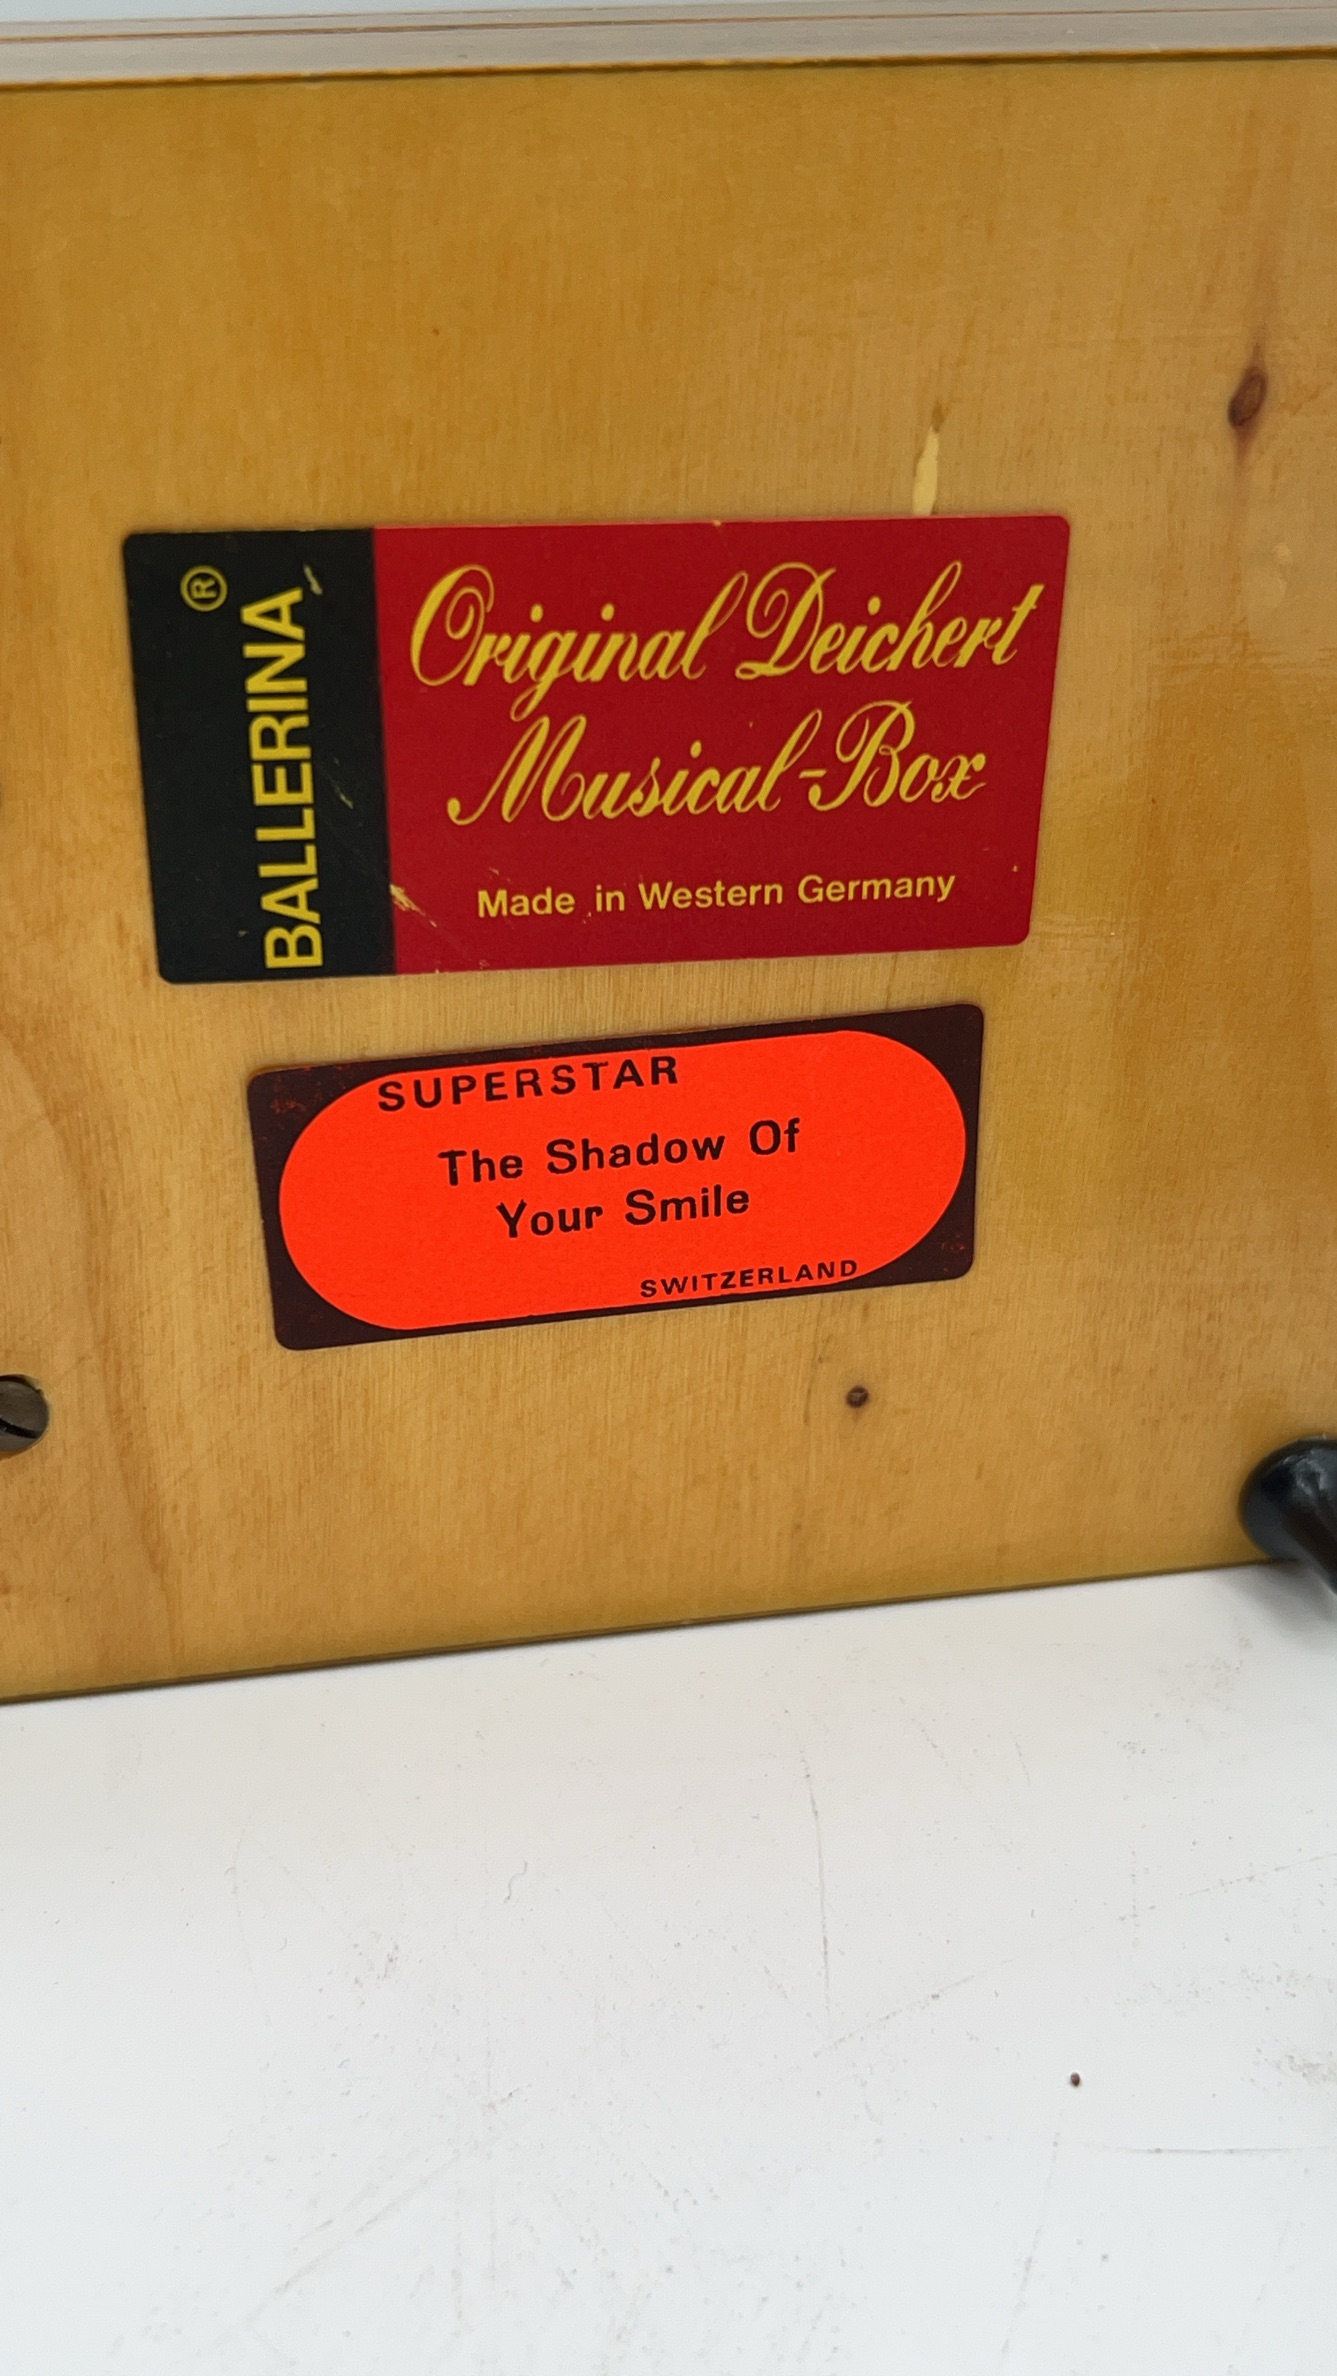 BALLERINA®
Original Deichert
Musical-Box
Made in Western Germany
SUPERSTAR
The Shadow Of
Your Smile
SWITZERLAND